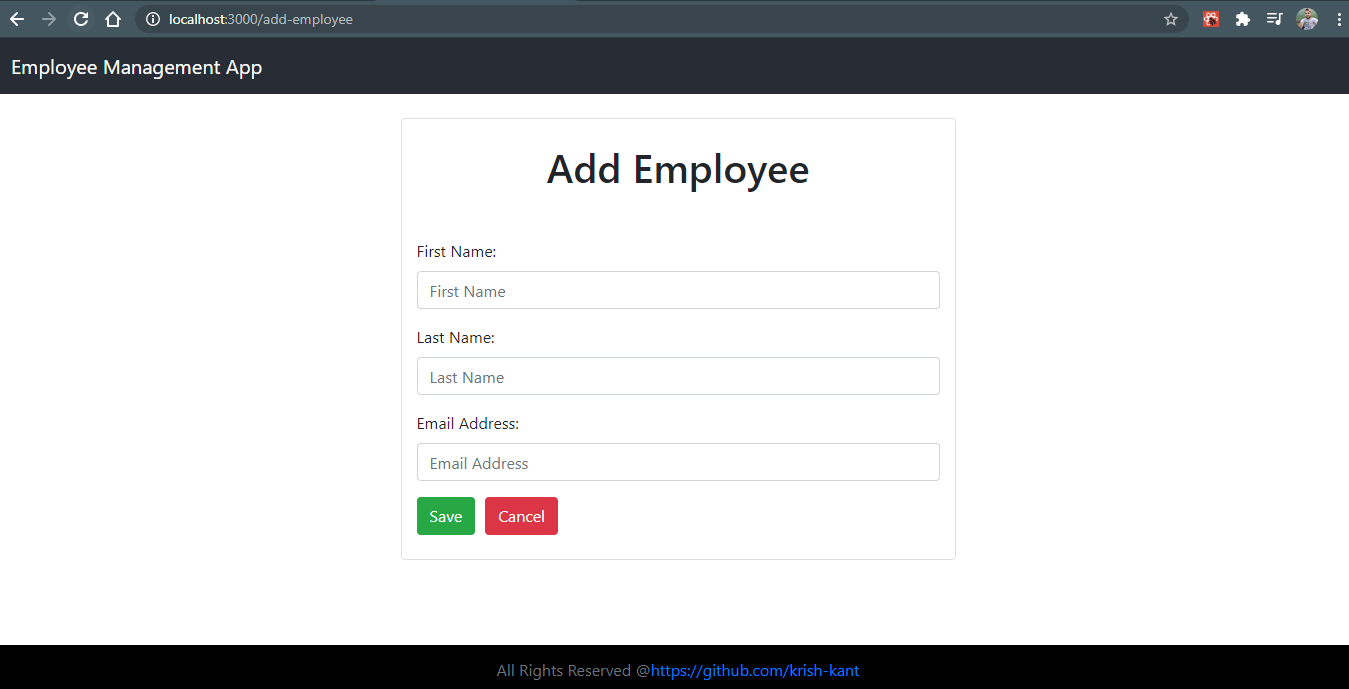 localhost:3000/add-employee
Employee Management App
Add Employee
First Name:
First Name
Last Name:
Last Name
Email Address:
Email Address
Save Cancel
All Rights Reserved @https://github.com/krish-kant